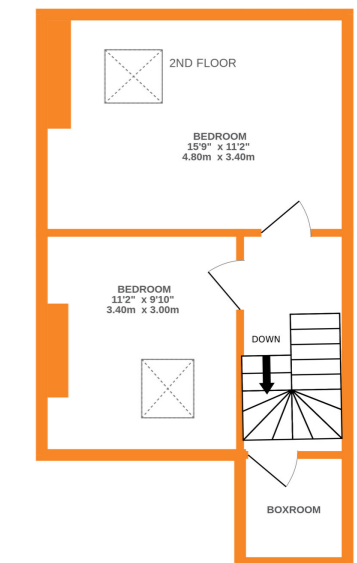 2ND FLOOR
BEDROOM
15'9" x 11'2"
4.80m x 3.40m
BEDROOM
11'2" x 9'10"
3.40m x 3.00m
DOWN
BOXROOM